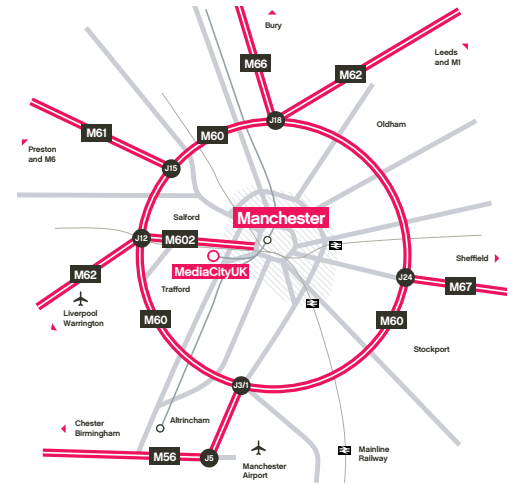 Bury
M66
M62
Leeds
and M1
J18
Oldham
M61
M60
Preston
and M6
J15
Salford
Manchester
J12
M602
MediaCityUK
Sheffield
J24
M62
Trafford
M67
Liverpool
Warrington
M60
M60
Stockport
J3/1
Chester
Birmingham
Altrincham
M56
J5
Manchester
Airport
Mainline
Railway